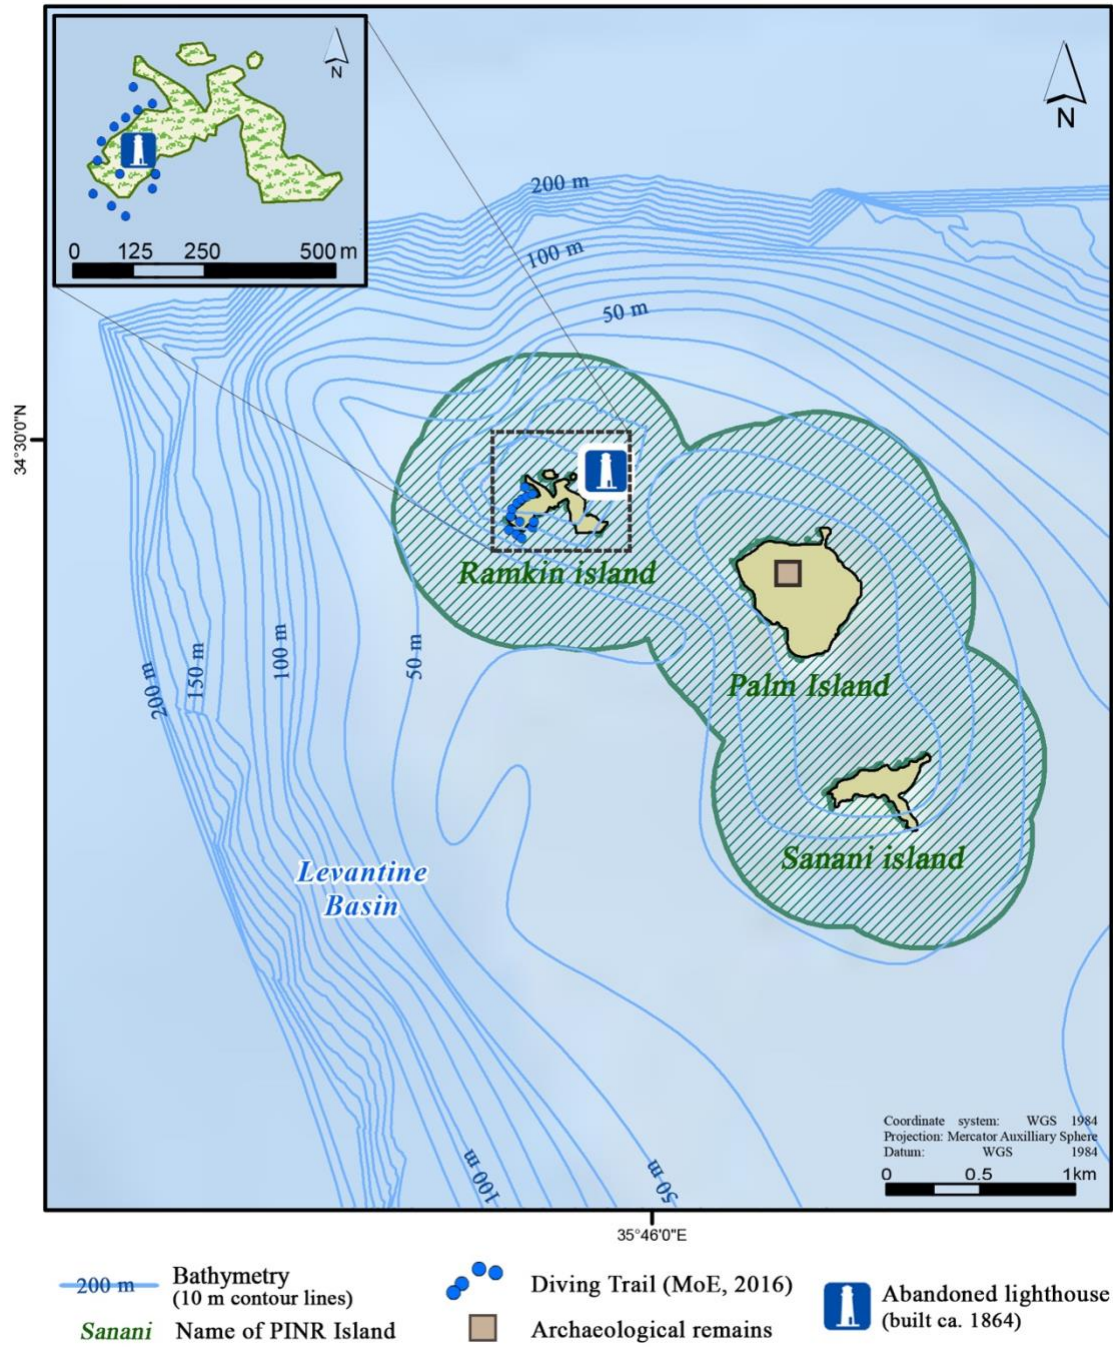 N
0 125 250 500 m
N
200 m
100 m
50 m
34°30'0"N
Ramkin island
Palm Island
50 m
100 m
150 m
200 m
Sanani island
Levantine
Basin
100 m
50 m
Coordinate system: WGS 1984
Projection: Mercator Auxilliary Sphere
Datum: WGS 1984
0 0.5 1km
35°46'0"E
200 m Bathymetry
(10 m contour lines)
Sanani Name of PINR Island
Diving Trail (MoE, 2016)
Archaeological remains
Abandoned lighthouse
(built ca. 1864)